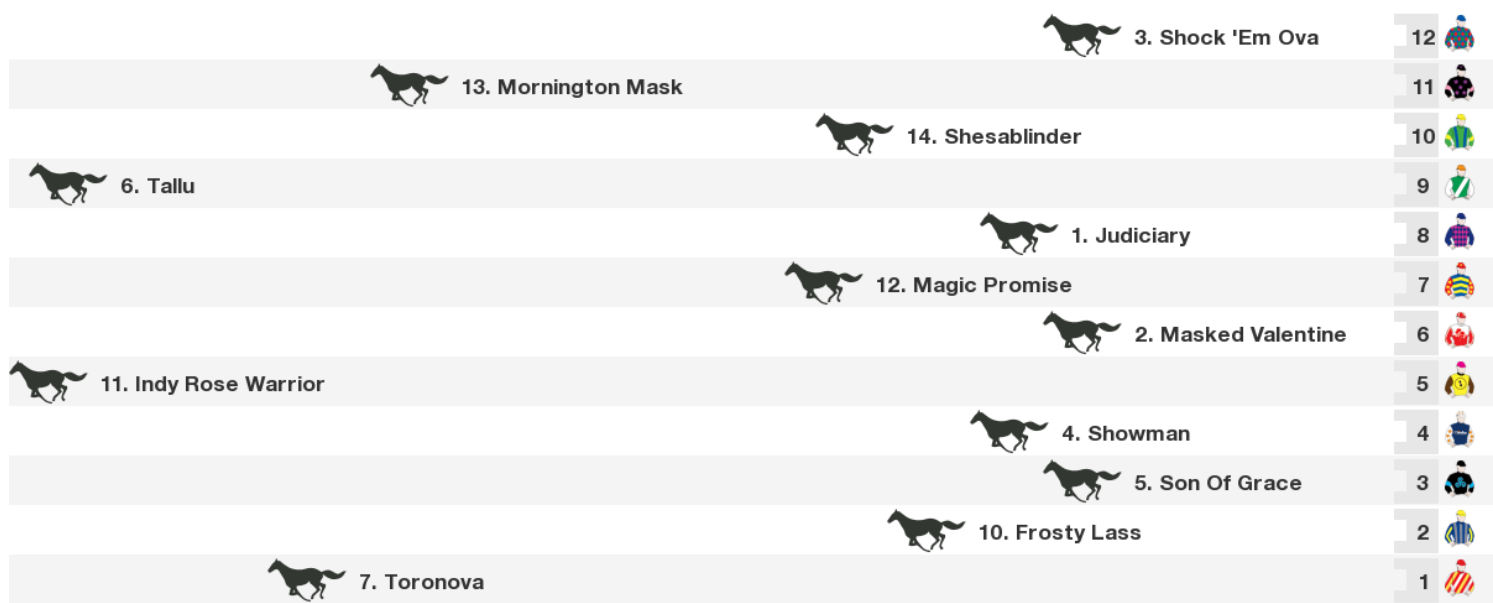 3. Shock 'Em Ova 12
13. Mornington Mask 11
14. Shesablinder 10
6. Tallu 9
1. Judiciary 8
12. Magic Promise 7
2. Masked Valentine 6
11. Indy Rose Warrior 5
4. Showman 4
5. Son Of Grace 3
10. Frosty Lass 2
7. Toronova 1